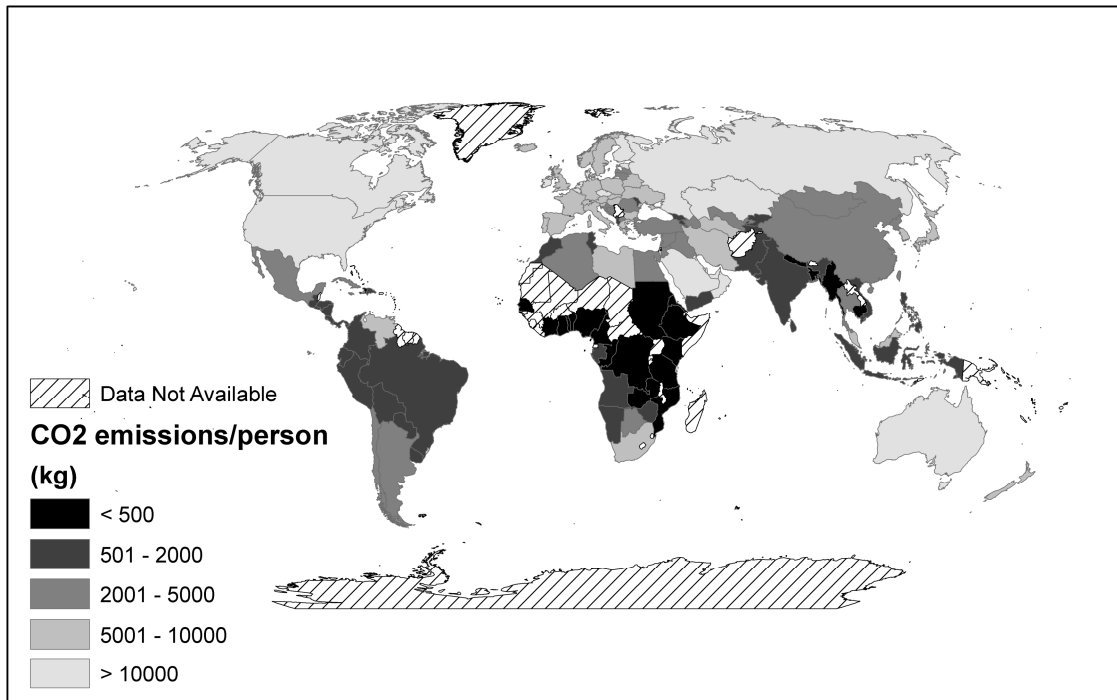 Data Not Available
CO2 emissions/person
(kg)
< 500
501 - 2000
2001 - 5000
5001 - 10000
> 10000